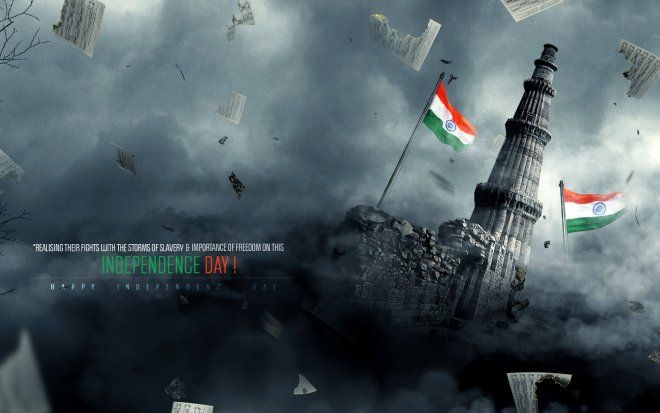 "REALISING THEIR FIGHTS WITH THE STORMS OF SLAVERY & IMPORTANCE OF FREEDOM ON THIS
INDEPENDENCE DAY !
HAPPY INDEPENDENCE DAY